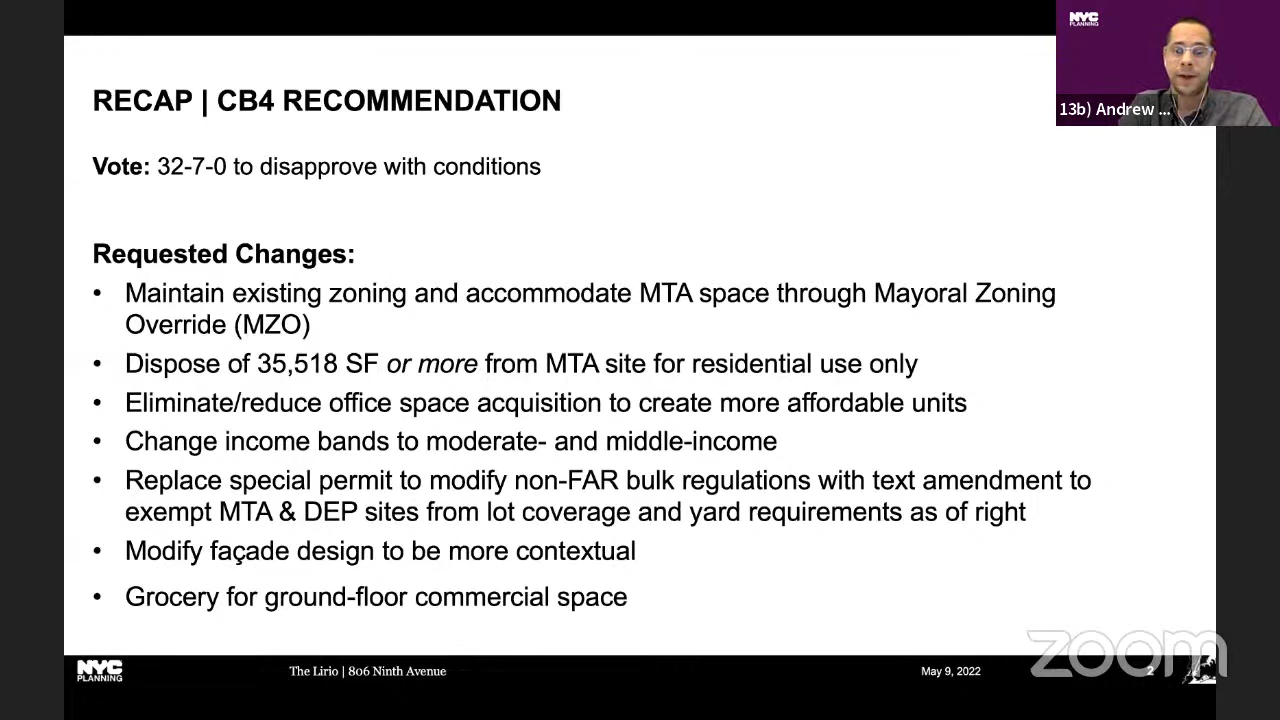 NYC
PLANNING
13b) Andrew ...
RECAP | CB4 RECOMMENDATION
Vote: 32-7-0 to disapprove with conditions
Requested Changes:
• Maintain existing zoning and accommodate MTA space through Mayoral Zoning
Override (MZO)
• Dispose of 35,518 SF or more from MTA site for residential use only
• Eliminate/reduce office space acquisition to create more affordable units
• Change income bands to moderate- and middle-income
• Replace special permit to modify non-FAR bulk regulations with text amendment to
exempt MTA & DEP sites from lot coverage and yard requirements as of right
• Modify façade design to be more contextual
• Grocery for ground-floor commercial space
zoom
NYC
PLANNING
The Lirio | 806 Ninth Avenue
May 9, 2022
2